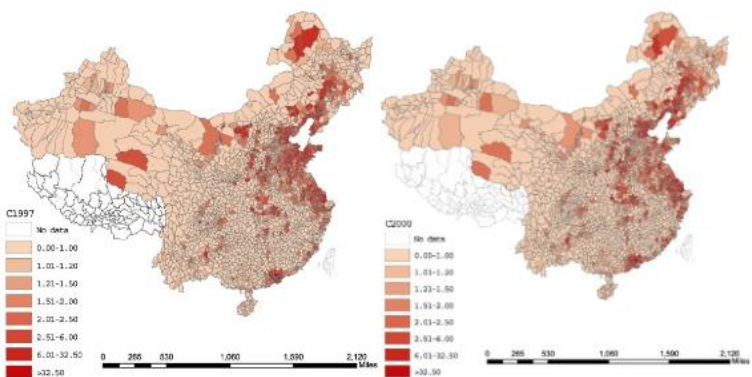 C1997
No data
0.00-1.00
1.01-1.20
1.21-1.50
1.51-2.00
2.01-2.50
2.51-6.00
6.01-32.50
>32.50
0 265 530 1,060 1,590 2,120
Miles
C2000
No data
0.00-1.00
1.01-1.20
1.21-1.50
1.51-2.00
2.01-2.50
2.51-6.00
6.01-32.50
>32.50
0 265 530 1,060 1,590 2,120
Miles